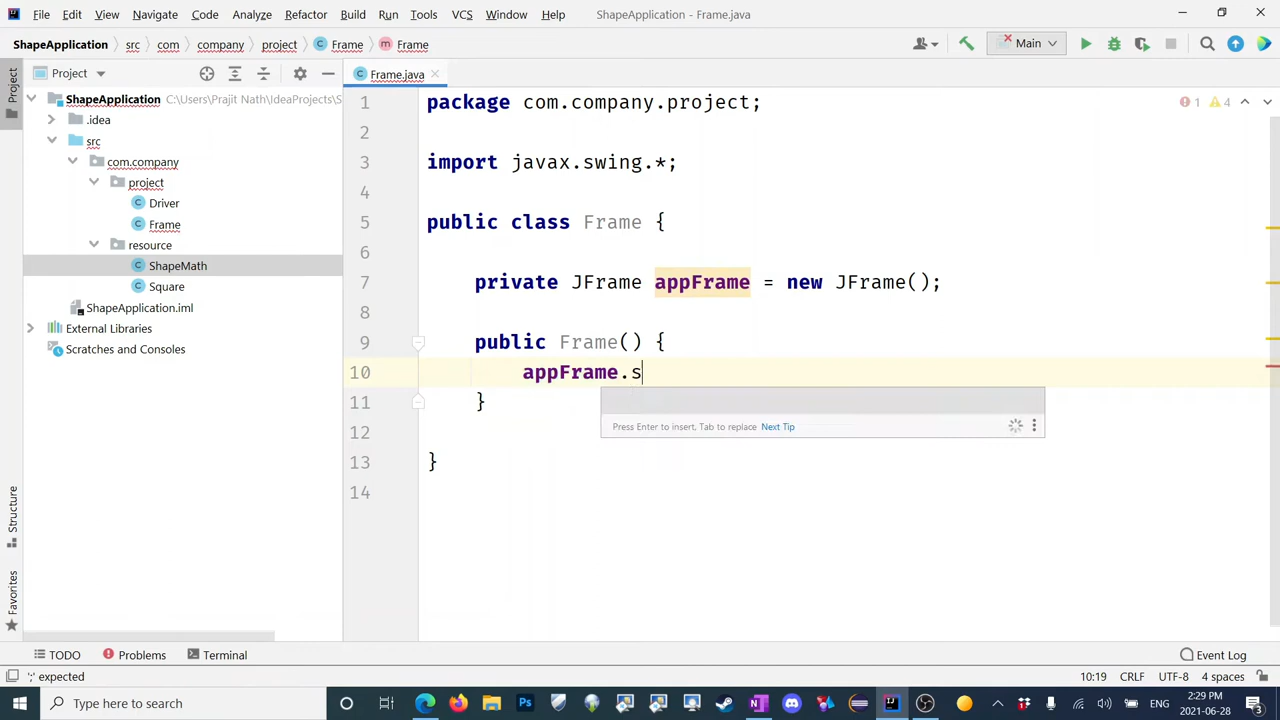 File Edit View Navigate Code Analyze Refactor Build Run Tools VCS Window Help ShapeApplication - Frame.java
ShapeApplication src com company project Frame Frame Main
Project
Project
Frame.java
ShapeApplication C:\Users\Prajit Nath\IdeaProjects\S
.idea
src
com.company
project
Driver
Frame
resource
ShapeMath
Square
ShapeApplication.iml
External Libraries
Scratches and Consoles
1 package com.company.project;
2
3 import javax.swing.*;
4
5 public class Frame {
6
7 private JFrame appFrame = new JFrame();
8
9 public Frame() {
10 appFrame.s
11 }
12
13 }
14
1 4
Press Enter to insert, Tab to replace Next Tip
Structure
Favorites
TODO Problems Terminal Event Log
';' expected 10:19 CRLF UTF-8 4 spaces
Type here to search
ENG
2:29 PM
2021-06-28
3